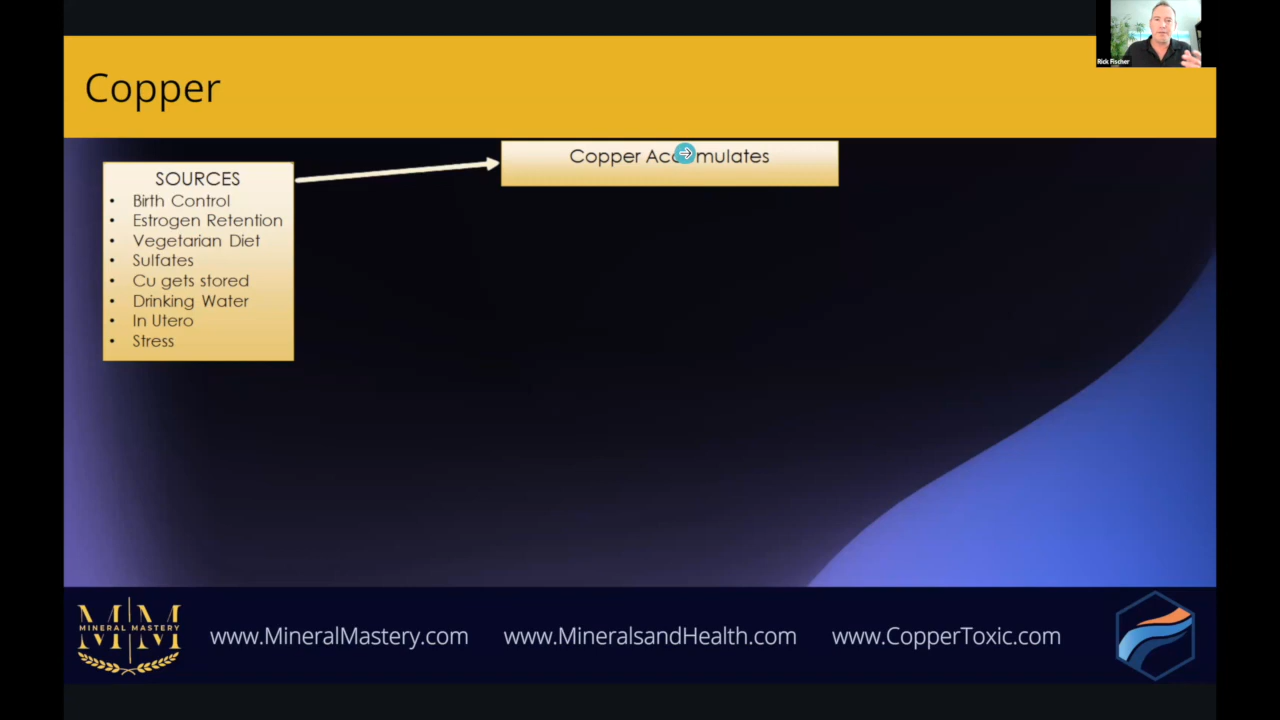 Rick Fischer
Copper
Copper Accumulates
SOURCES
• Birth Control
• Estrogen Retention
• Vegetarian Diet
• Sulfates
• Cu gets stored
• Drinking Water
• In Utero
• Stress
MM
MINERAL MASTERY
www.MineralMastery.com
www.MineralsandHealth.com
www.CopperToxic.com